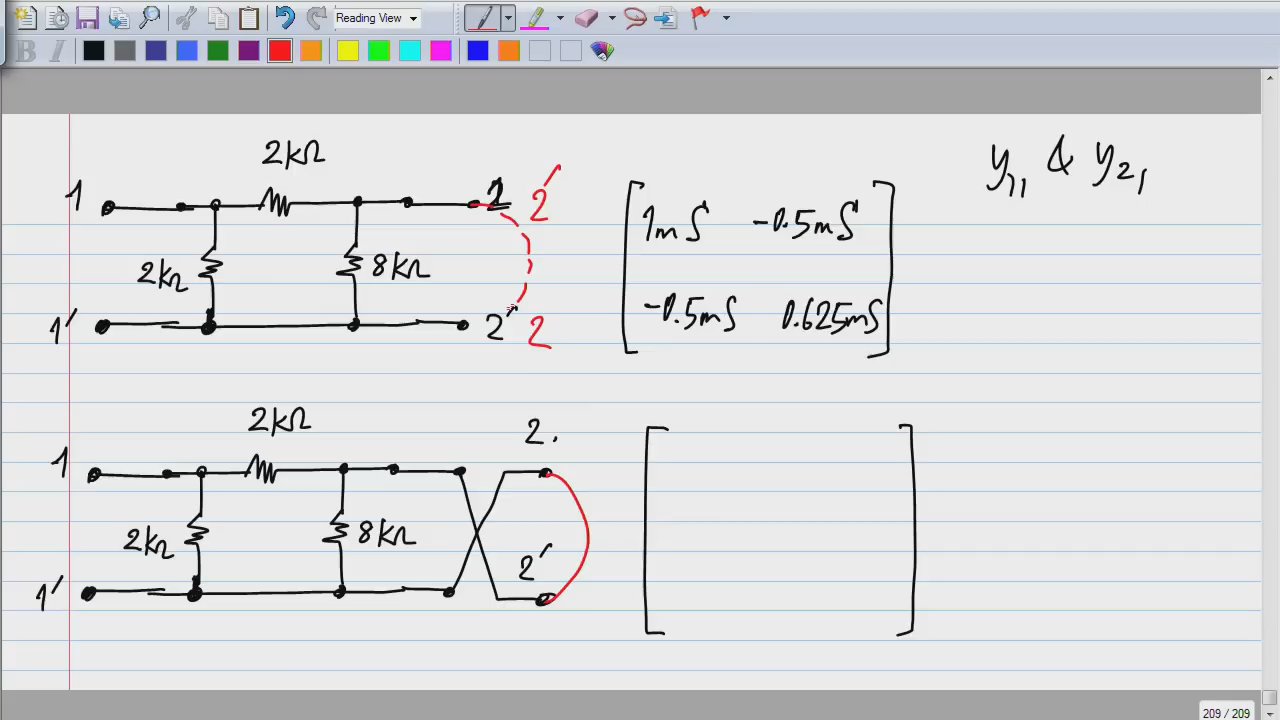 Reading View
B I
2kΩ
y11 & y21
1 2 2′
1mS -0.5mS
2kΩ 8kΩ
-0.5mS 0.625mS
1′ 2′ 2
2kΩ
2.
1
2kΩ 8kΩ
2′
1′
209 / 209